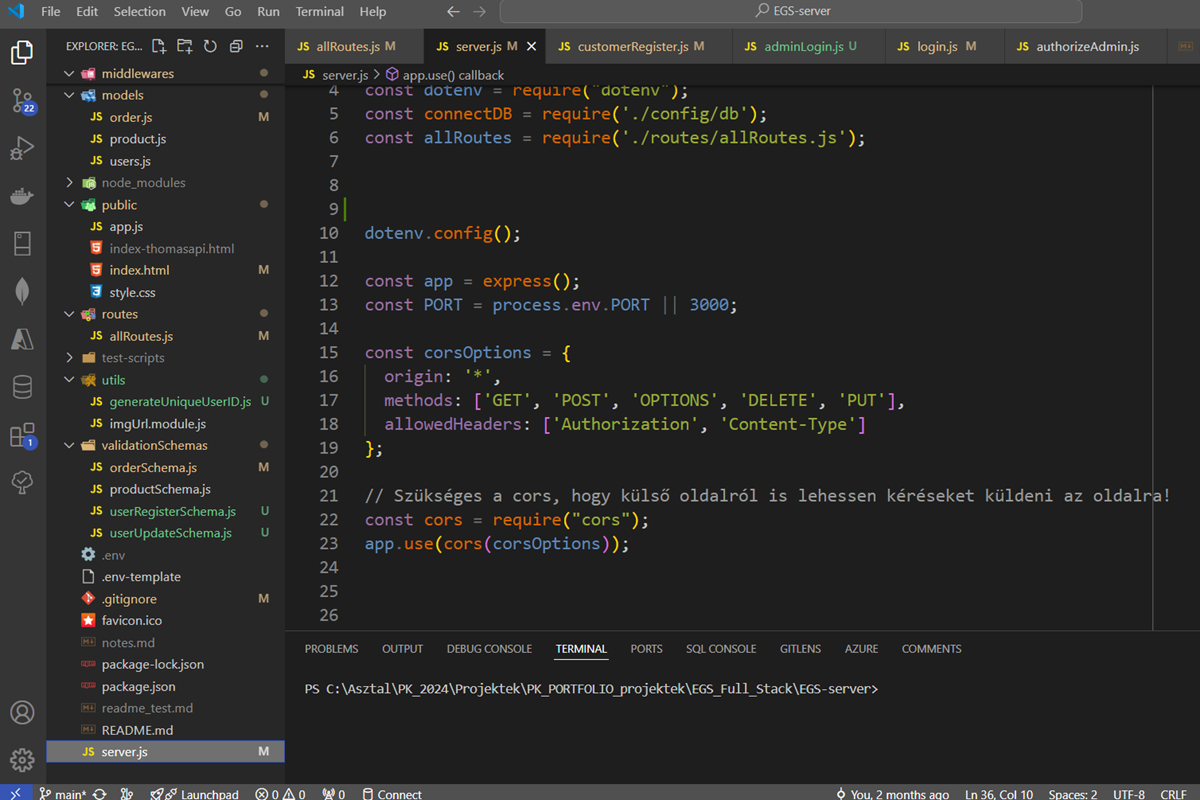 File Edit Selection View Go Run Terminal Help
EGS-server
EXPLORER: EG...
JS allRoutes.js M
JS server.js M
JS customerRegister.js M
JS adminLogin.js U
JS login.js M
JS authorizeAdmin.js
JS server.js > app.use() callback
middlewares
models
JS order.js M
JS product.js
JS users.js
node_modules
public
JS app.js
index-thomasapi.html
index.html M
style.css
routes
JS allRoutes.js M
test-scripts
utils
JS generateUniqueUserID.js U
JS imgUrl.module.js
validationSchemas
JS orderSchema.js M
JS productSchema.js
JS userRegisterSchema.js U
JS userUpdateSchema.js U
.env
.env-template
.gitignore M
favicon.ico
notes.md
package-lock.json
package.json
readme_test.md
README.md
JS server.js M
22
1
4 const dotenv = require("dotenv");
5 const connectDB = require('./config/db');
6 const allRoutes = require('./routes/allRoutes.js');
7
8
9
10 dotenv.config();
11
12 const app = express();
13 const PORT = process.env.PORT || 3000;
14
15 const corsOptions = {
16 origin: '*',
17 methods: ['GET', 'POST', 'OPTIONS', 'DELETE', 'PUT'],
18 allowedHeaders: ['Authorization', 'Content-Type']
19 };
20
21 // Szükséges a cors, hogy külső oldalról is lehessen kéréseket küldeni az oldalra!
22 const cors = require("cors");
23 app.use(cors(corsOptions));
24
25
26
PROBLEMS OUTPUT DEBUG CONSOLE TERMINAL PORTS SQL CONSOLE GITLENS AZURE COMMENTS
PS C:\Asztal\PK_2024\Projektek\PK_PORTFOLIO_projektek\EGS_Full_Stack\EGS-server>
main* Launchpad 0 0 0 Connect You, 2 months ago Ln 36, Col 10 Spaces: 2 UTF-8 CRLF